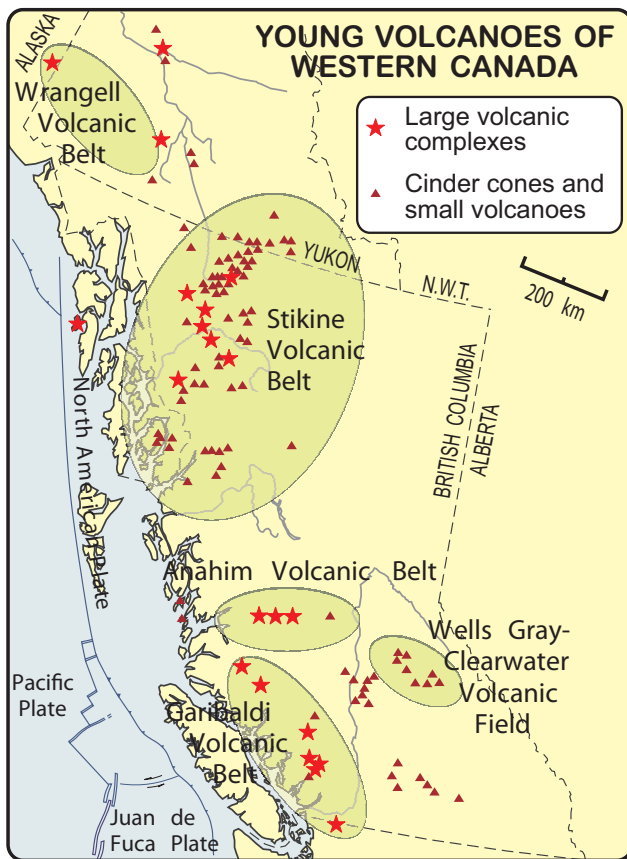 YOUNG VOLCANOES OF
WESTERN CANADA
ALASKA
Wrangell
Volcanic
Belt
Large volcanic
complexes
Cinder cones and
small volcanoes
YUKON
N.W.T.
200 km
Stikine
Volcanic
Belt
BRITISH COLUMBIA
ALBERTA
North American Plate
Anahim Volcanic Belt
Wells Gray-
Clearwater
Volcanic
Field
Pacific
Plate
Garibaldi
Volcanic
Belt
Juan de
Fuca Plate